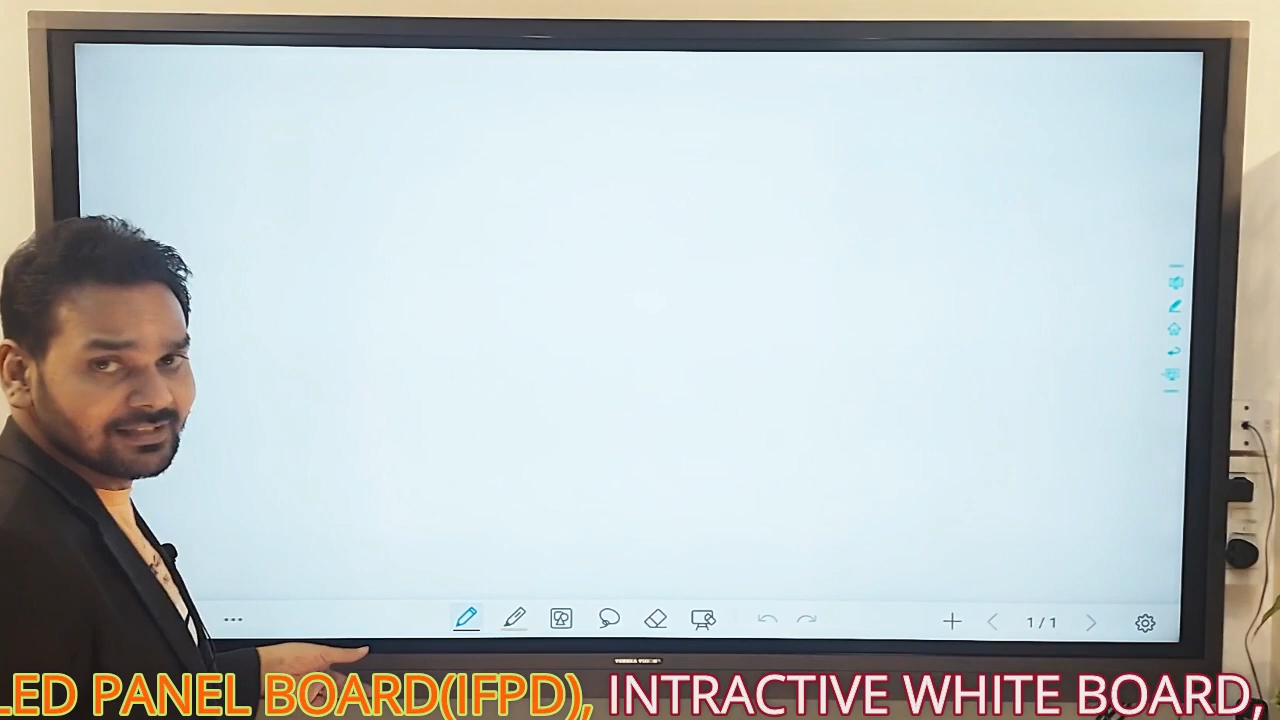 1/1
LED PANEL BOARD(IFPD), INTRACTIVE WHITE BOARD,